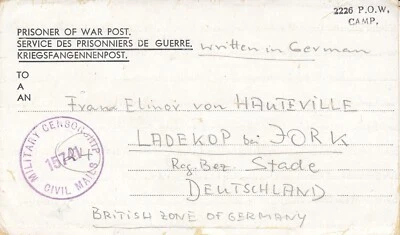 2226 P.O.W.
CAMP.
PRISONER OF WAR POST.
SERVICE DES PRISONNIERS DE GUERRE.
KRIEGSFANGENNENPOST.
written in German
TO
A
AN
Frau Elinor von HAUTEVILLE
LADEKOP bei JORK
Reg. Bez. Stade
DEUTSCHLAND
BRITISH ZONE OF GERMANY
MILITARY CENSORSHIP
CIVIL MAILS